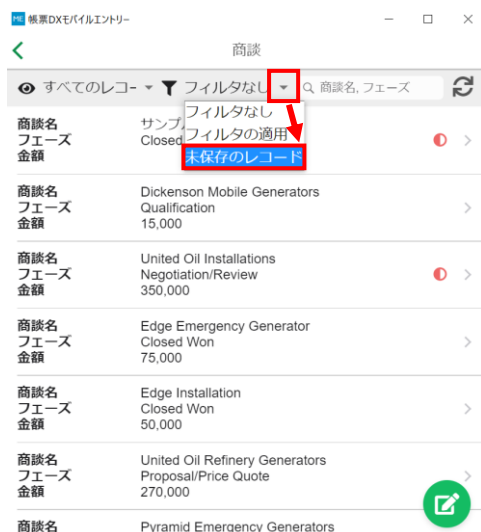 ME 帳票DXモバイルエントリー
商談
すべてのレコー フィルタなし 商談名, フェーズ
フィルタなし
フィルタの適用
未保存のレコード
商談名 サンプ
フェーズ Closed
金額
商談名 Dickenson Mobile Generators
フェーズ Qualification
金額 15,000
商談名 United Oil Installations
フェーズ Negotiation/Review
金額 350,000
商談名 Edge Emergency Generator
フェーズ Closed Won
金額 75,000
商談名 Edge Installation
フェーズ Closed Won
金額 50,000
商談名 United Oil Refinery Generators
フェーズ Proposal/Price Quote
金額 270,000
商談名 Pyramid Emergency Generators